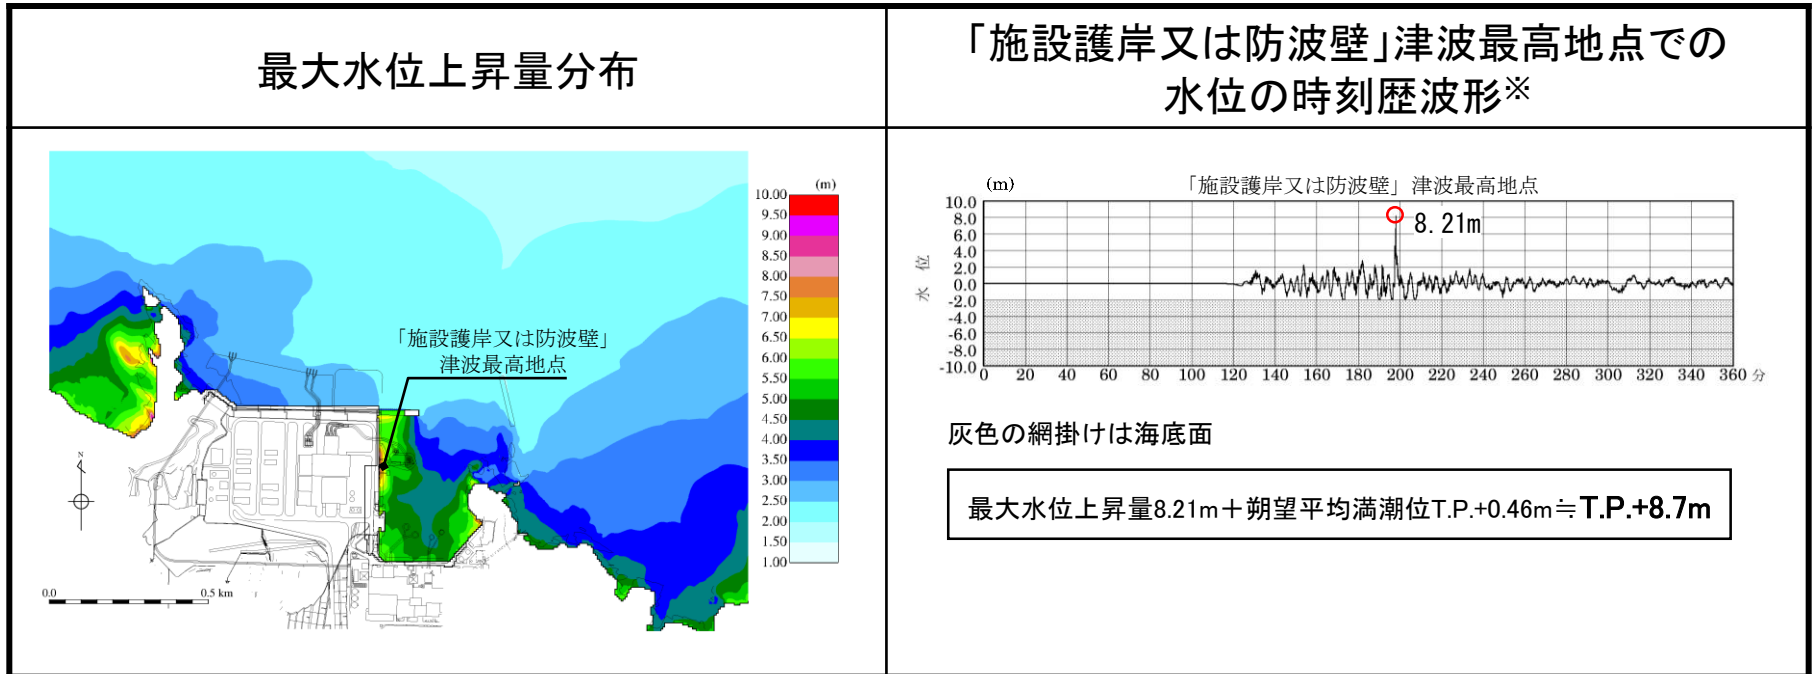 最大水位上昇量分布
「施設護岸又は防波壁」津波最高地点での
水位の時刻歴波形※
(m)
10.00
9.50
9.00
8.50
8.00
7.50
7.00
6.50
6.00
5.50
5.00
4.50
4.00
3.50
3.00
2.50
2.00
1.50
1.00
「施設護岸又は防波壁」
津波最高地点
N
0.0
0.5 km
(m)
「施設護岸又は防波壁」津波最高地点
10.0
8.0
6.0
4.0
2.0
0.0
-2.0
-4.0
-6.0
-8.0
-10.0
水位
8.21m
0 20 40 60 80 100 120 140 160 180 200 220 240 260 280 300 320 340 360 分
灰色の網掛けは海底面
最大水位上昇量8.21m＋朔望平均満潮位T.P.+0.46m≒T.P.+8.7m